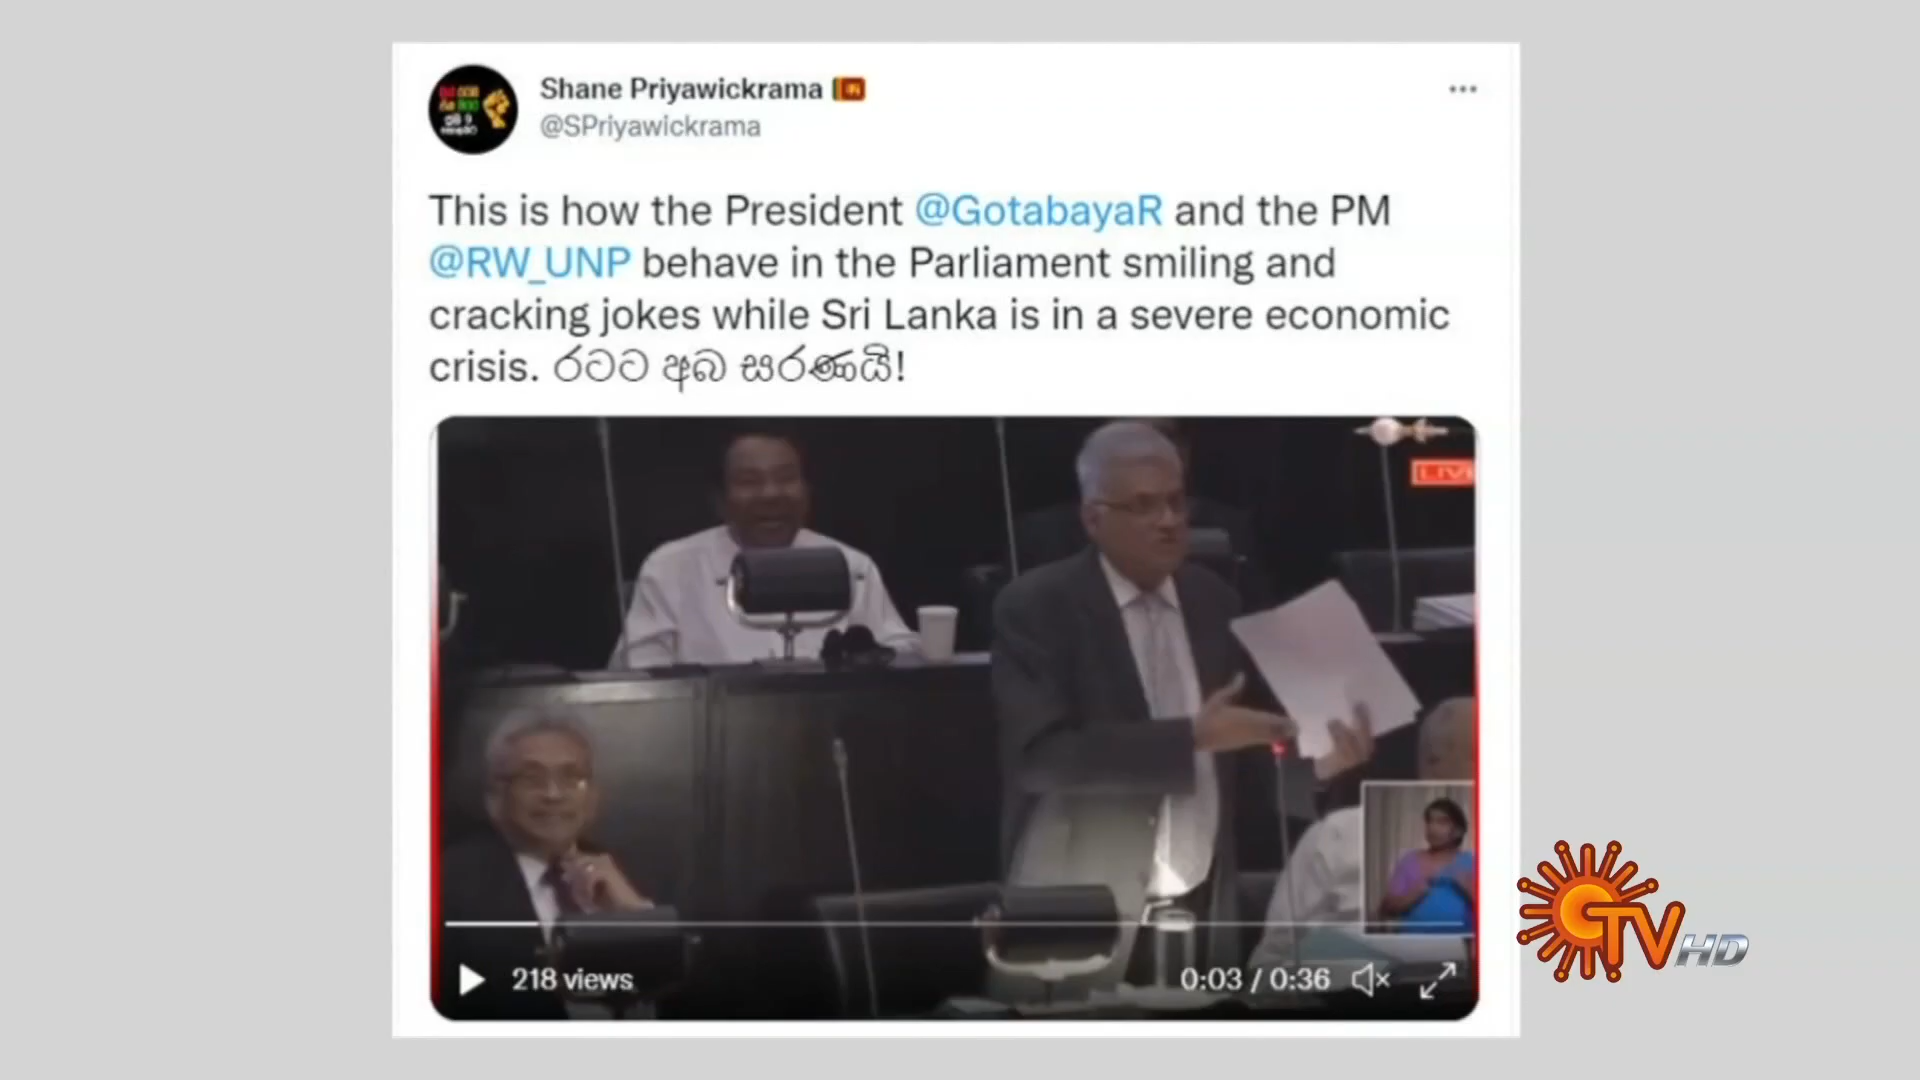 Shane Priyawickrama
@SPriyawickrama
This is how the President @GotabayaR and the PM
@RW_UNP behave in the Parliament smiling and
cracking jokes while Sri Lanka is in a severe economic
crisis. රටට අබ සරණයි!
LIVE
218 views
0:03 / 0:36
TV HD